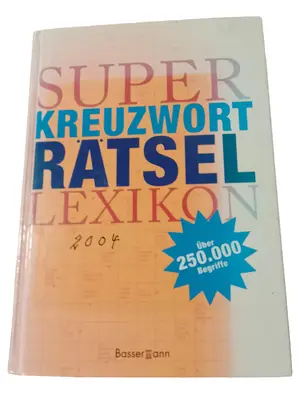 SUPER
KREUZWORT
RÄTSEL
LEXIKON
2004
Über
250.000
Begriffe
Bassermann